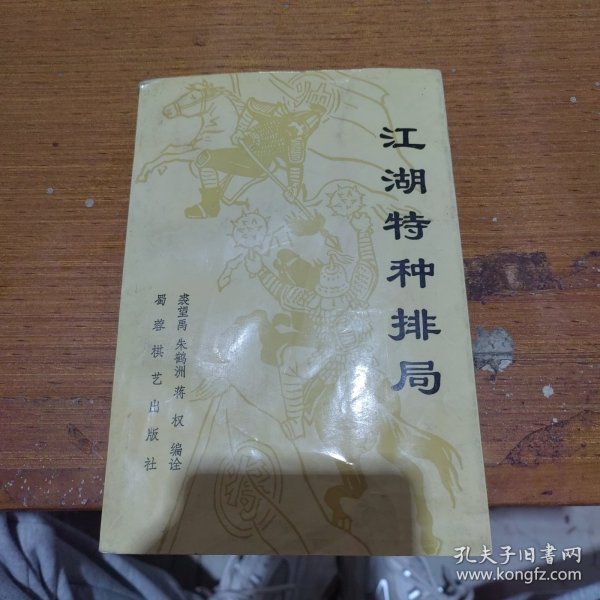 江湖特种排局
裘望禹 朱鹤洲 蒋权 编诠
蜀蓉棋艺出版社
孔夫子旧书网
www.kongfz.com